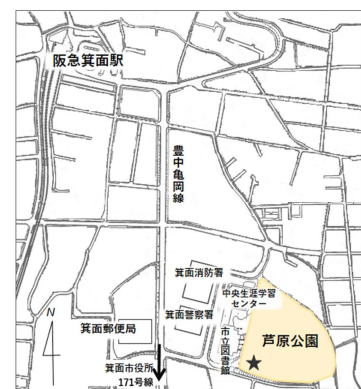 阪急箕面駅
豊中亀岡線
箕面消防署
中央生涯学習
センター
箕面警察署
箕面郵便局
市立図書館
芦原公園
N
箕面市役所
171号線